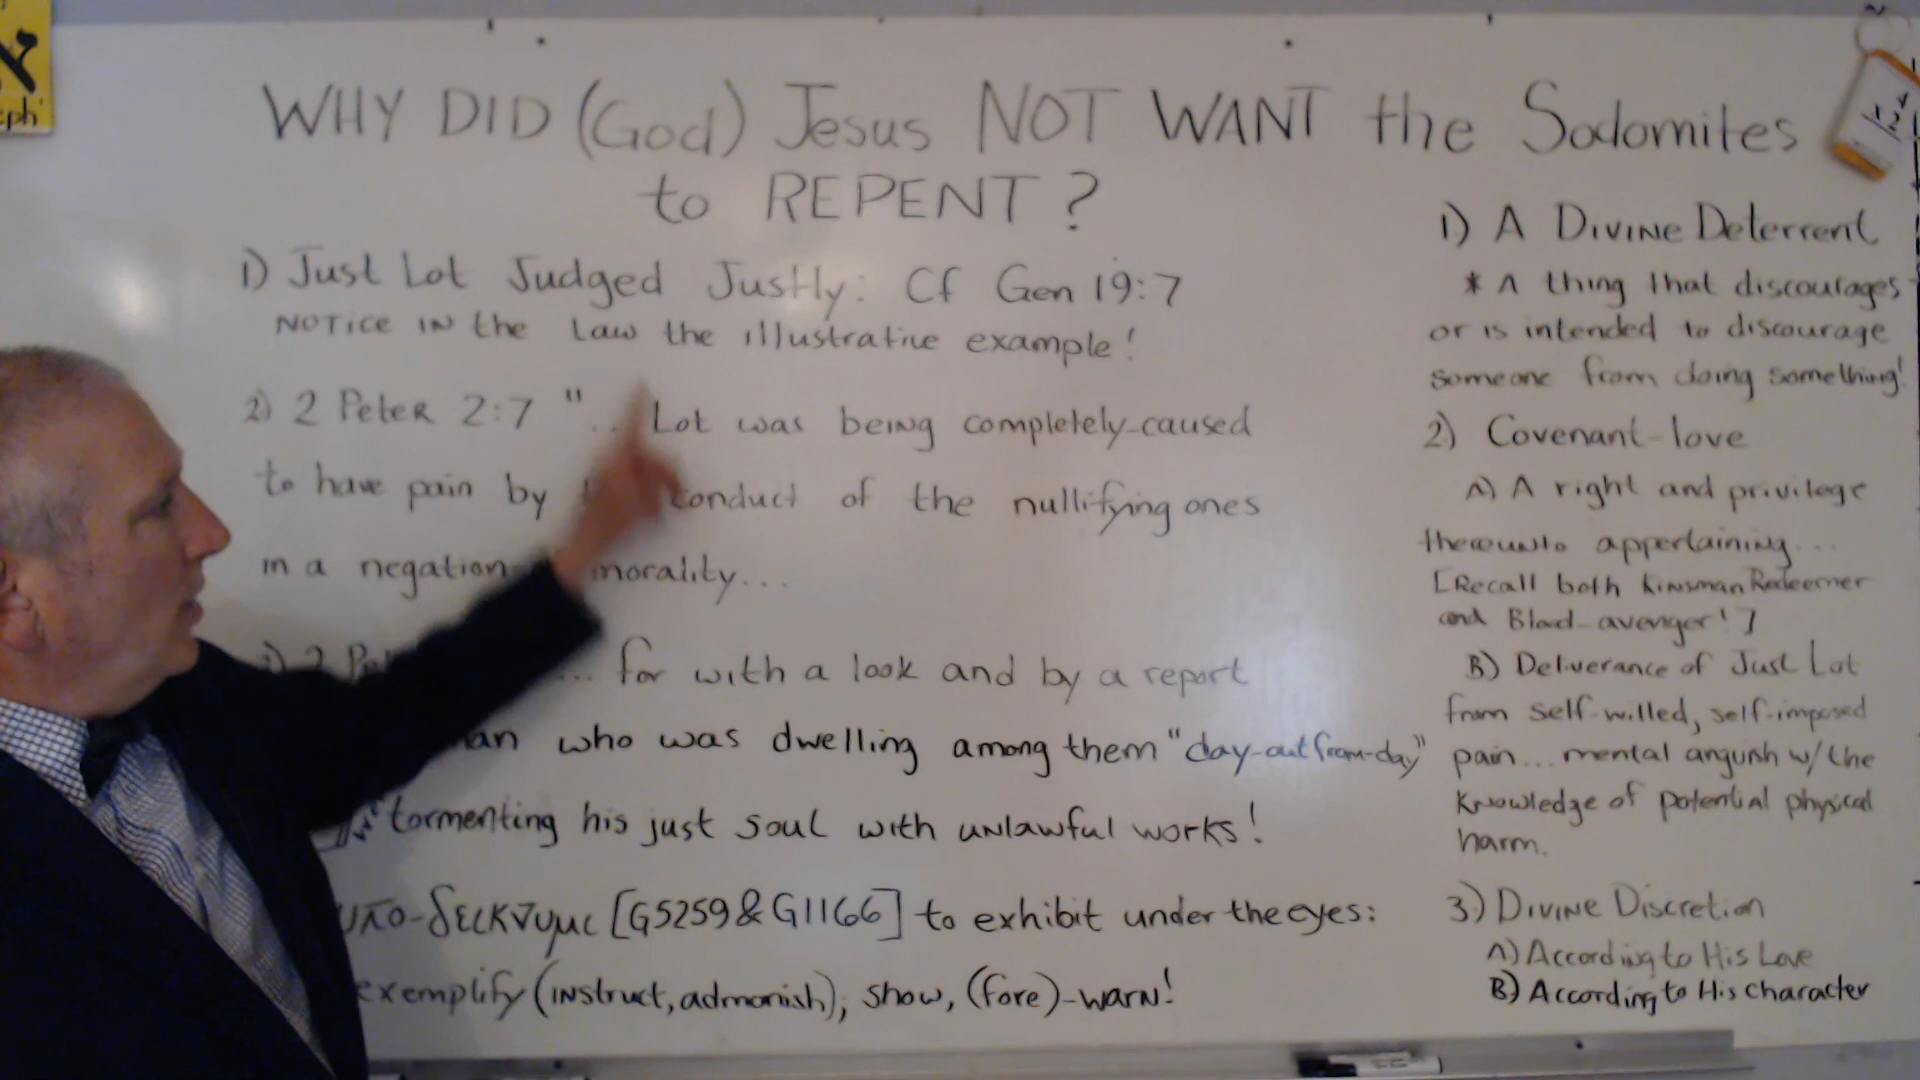 א
eph
WHY DID (God) Jesus NOT WANT the Sodomites
to REPENT?
1) Just Lot Judged Justly: Cf Gen 19:7
NOTICE IN the Law the illustrative example!
2) 2 Peter 2:7 "... Lot was being completely-caused
to have pain by conduct of the nullifying ones
in a negation morality...
... for with a look and by a report
who was dwelling among them "day-out from-day"
tormenting his just soul with unlawful works!
υπο-δεικνυμι [G5259 & G1166] to exhibit under the eyes:
exemplify (instruct, admonish), show, (fore)-warn!
1) A Divine Deterrent
* A thing that discourages
or is intended to discourage
someone from doing something!
2) Covenant-love
A) A right and privilege
thereunto appertaining...
[Recall both Kinsman Redeemer
and Blood-avenger!]
B) Deliverance of Just Lot
from self-willed, self-imposed
pain... mental anguish w/ the
knowledge of potential physical
harm.
3) Divine Discretion
A) According to His Love
B) According to His character